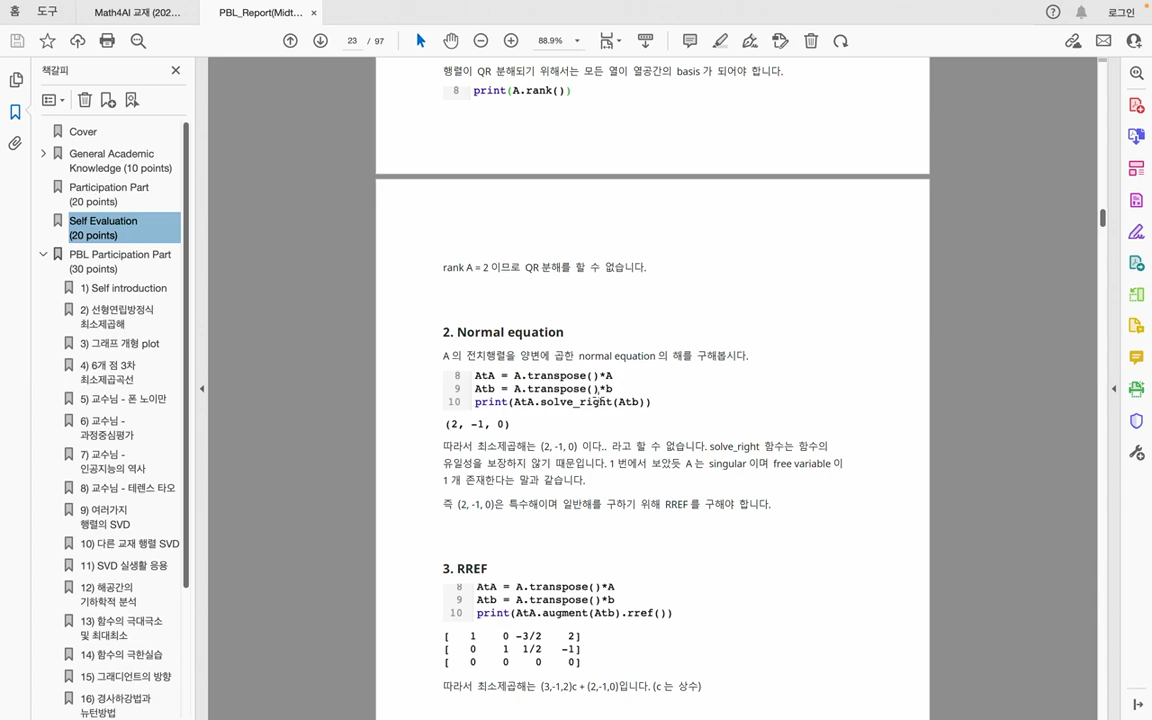 홈
도구
Math4AI 교재 (202...
PBL_Report(Midt...
로그인
23 / 97
88.9%
책갈피
Cover
General Academic
Knowledge (10 points)
Participation Part
(20 points)
Self Evaluation
(20 points)
PBL Participation Part
(30 points)
1) Self introduction
2) 선형연립방정식
최소제곱해
3) 그래프 개형 plot
4) 6개 점 3차
최소제곱곡선
5) 교수님 - 폰 노이만
6) 교수님 -
과정중심평가
7) 교수님 -
인공지능의 역사
8) 교수님 - 테렌스 타오
9) 여러가지
행렬의 SVD
10) 다른 교재 행렬 SVD
11) SVD 실생활 응용
12) 해공간의
기하학적 분석
13) 함수의 극대극소
및 최대최소
14) 함수의 극한실습
15) 그래디언트의 방향
16) 경사하강법과
뉴턴방법
행렬이 QR 분해되기 위해서는 모든 열이 열공간의 basis 가 되어야 합니다.
8 print(A.rank())
rank A = 2 이므로 QR 분해를 할 수 없습니다.
2. Normal equation
A 의 전치행렬을 양변에 곱한 normal equation 의 해를 구해봅시다.
8 AtA = A.transpose()*A
9 Atb = A.transpose()*b
10 print(AtA.solve_right(Atb))
(2, -1, 0)
따라서 최소제곱해는 (2, -1, 0) 이다.. 라고 할 수 없습니다. solve_right 함수는 함수의
유일성을 보장하지 않기 때문입니다. 1 번에서 보았듯 A 는 singular 이며 free variable 이
1 개 존재한다는 말과 같습니다.
즉 (2, -1, 0)은 특수해이며 일반해를 구하기 위해 RREF 를 구해야 합니다.
3. RREF
8 AtA = A.transpose()*A
9 Atb = A.transpose()*b
10 print(AtA.augment(Atb).rref())
[ 1 0 -3/2 2]
[ 0 1 1/2 -1]
[ 0 0 0 0]
따라서 최소제곱해는 (3,-1,2)c + (2,-1,0)입니다. (c 는 상수)